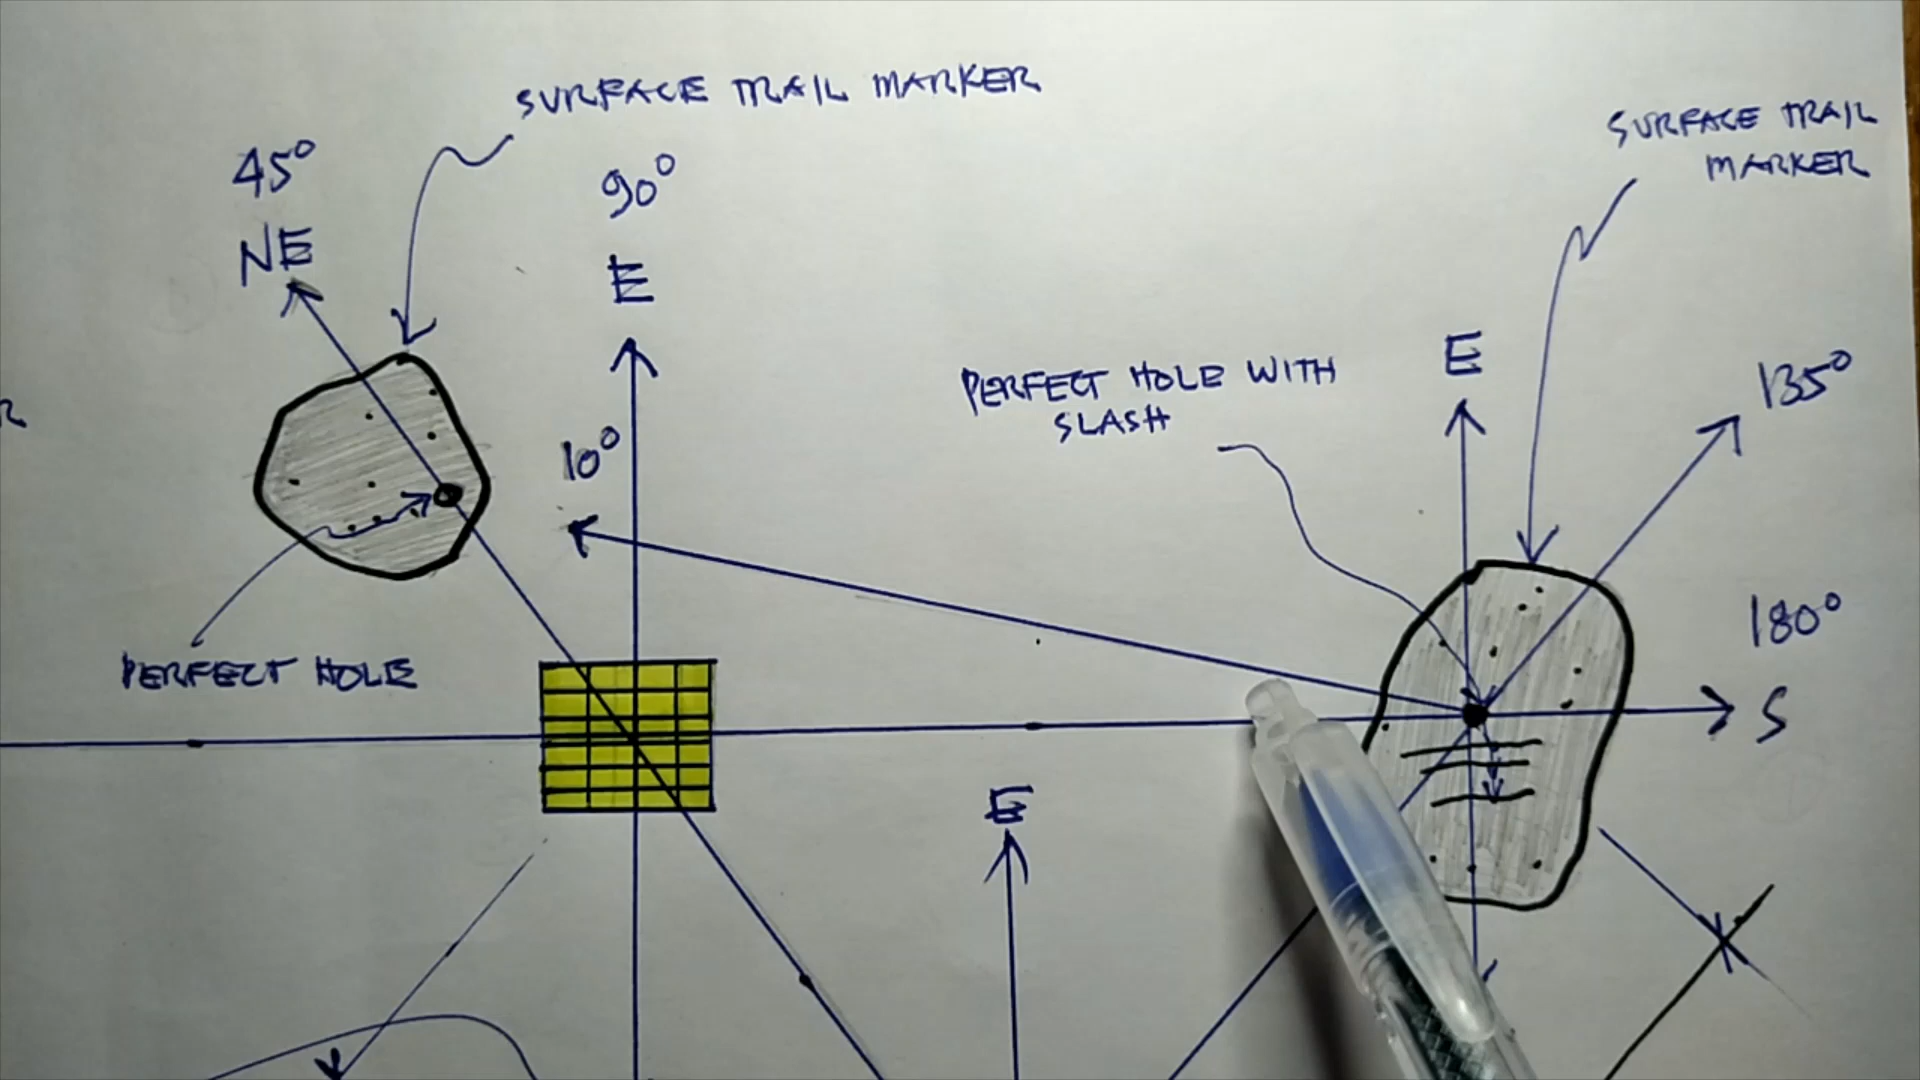 SURFACE TRAIL MARKER
SURFACE TRAIL
MARKER
45°
NE
90°
E
E
135°
PERFECT HOLE WITH
SLASH
10°
180°
S
PERFECT HOLE
E